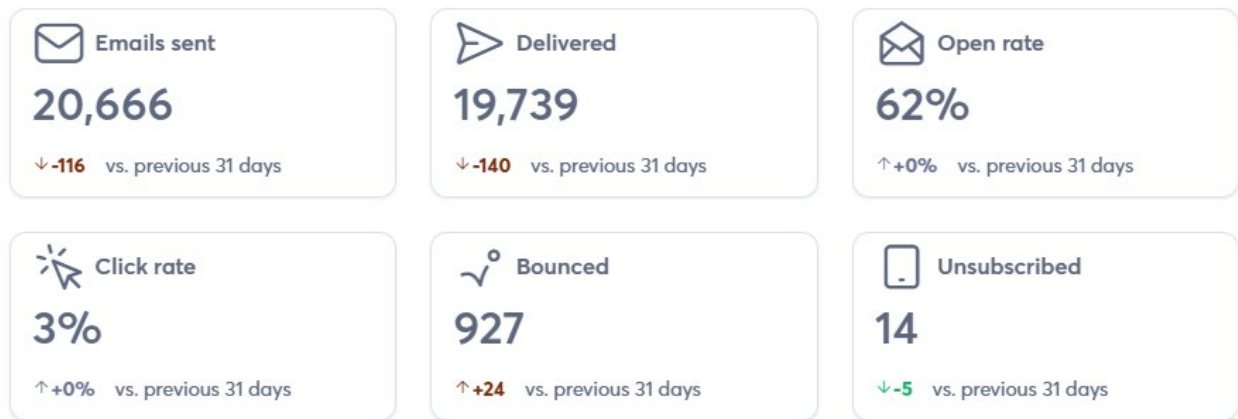 Emails sent
20,666
↓-116 vs. previous 31 days
Delivered
19,739
↓-140 vs. previous 31 days
Open rate
62%
↑+0% vs. previous 31 days
Click rate
3%
↑+0% vs. previous 31 days
Bounced
927
↑+24 vs. previous 31 days
Unsubscribed
14
↓-5 vs. previous 31 days